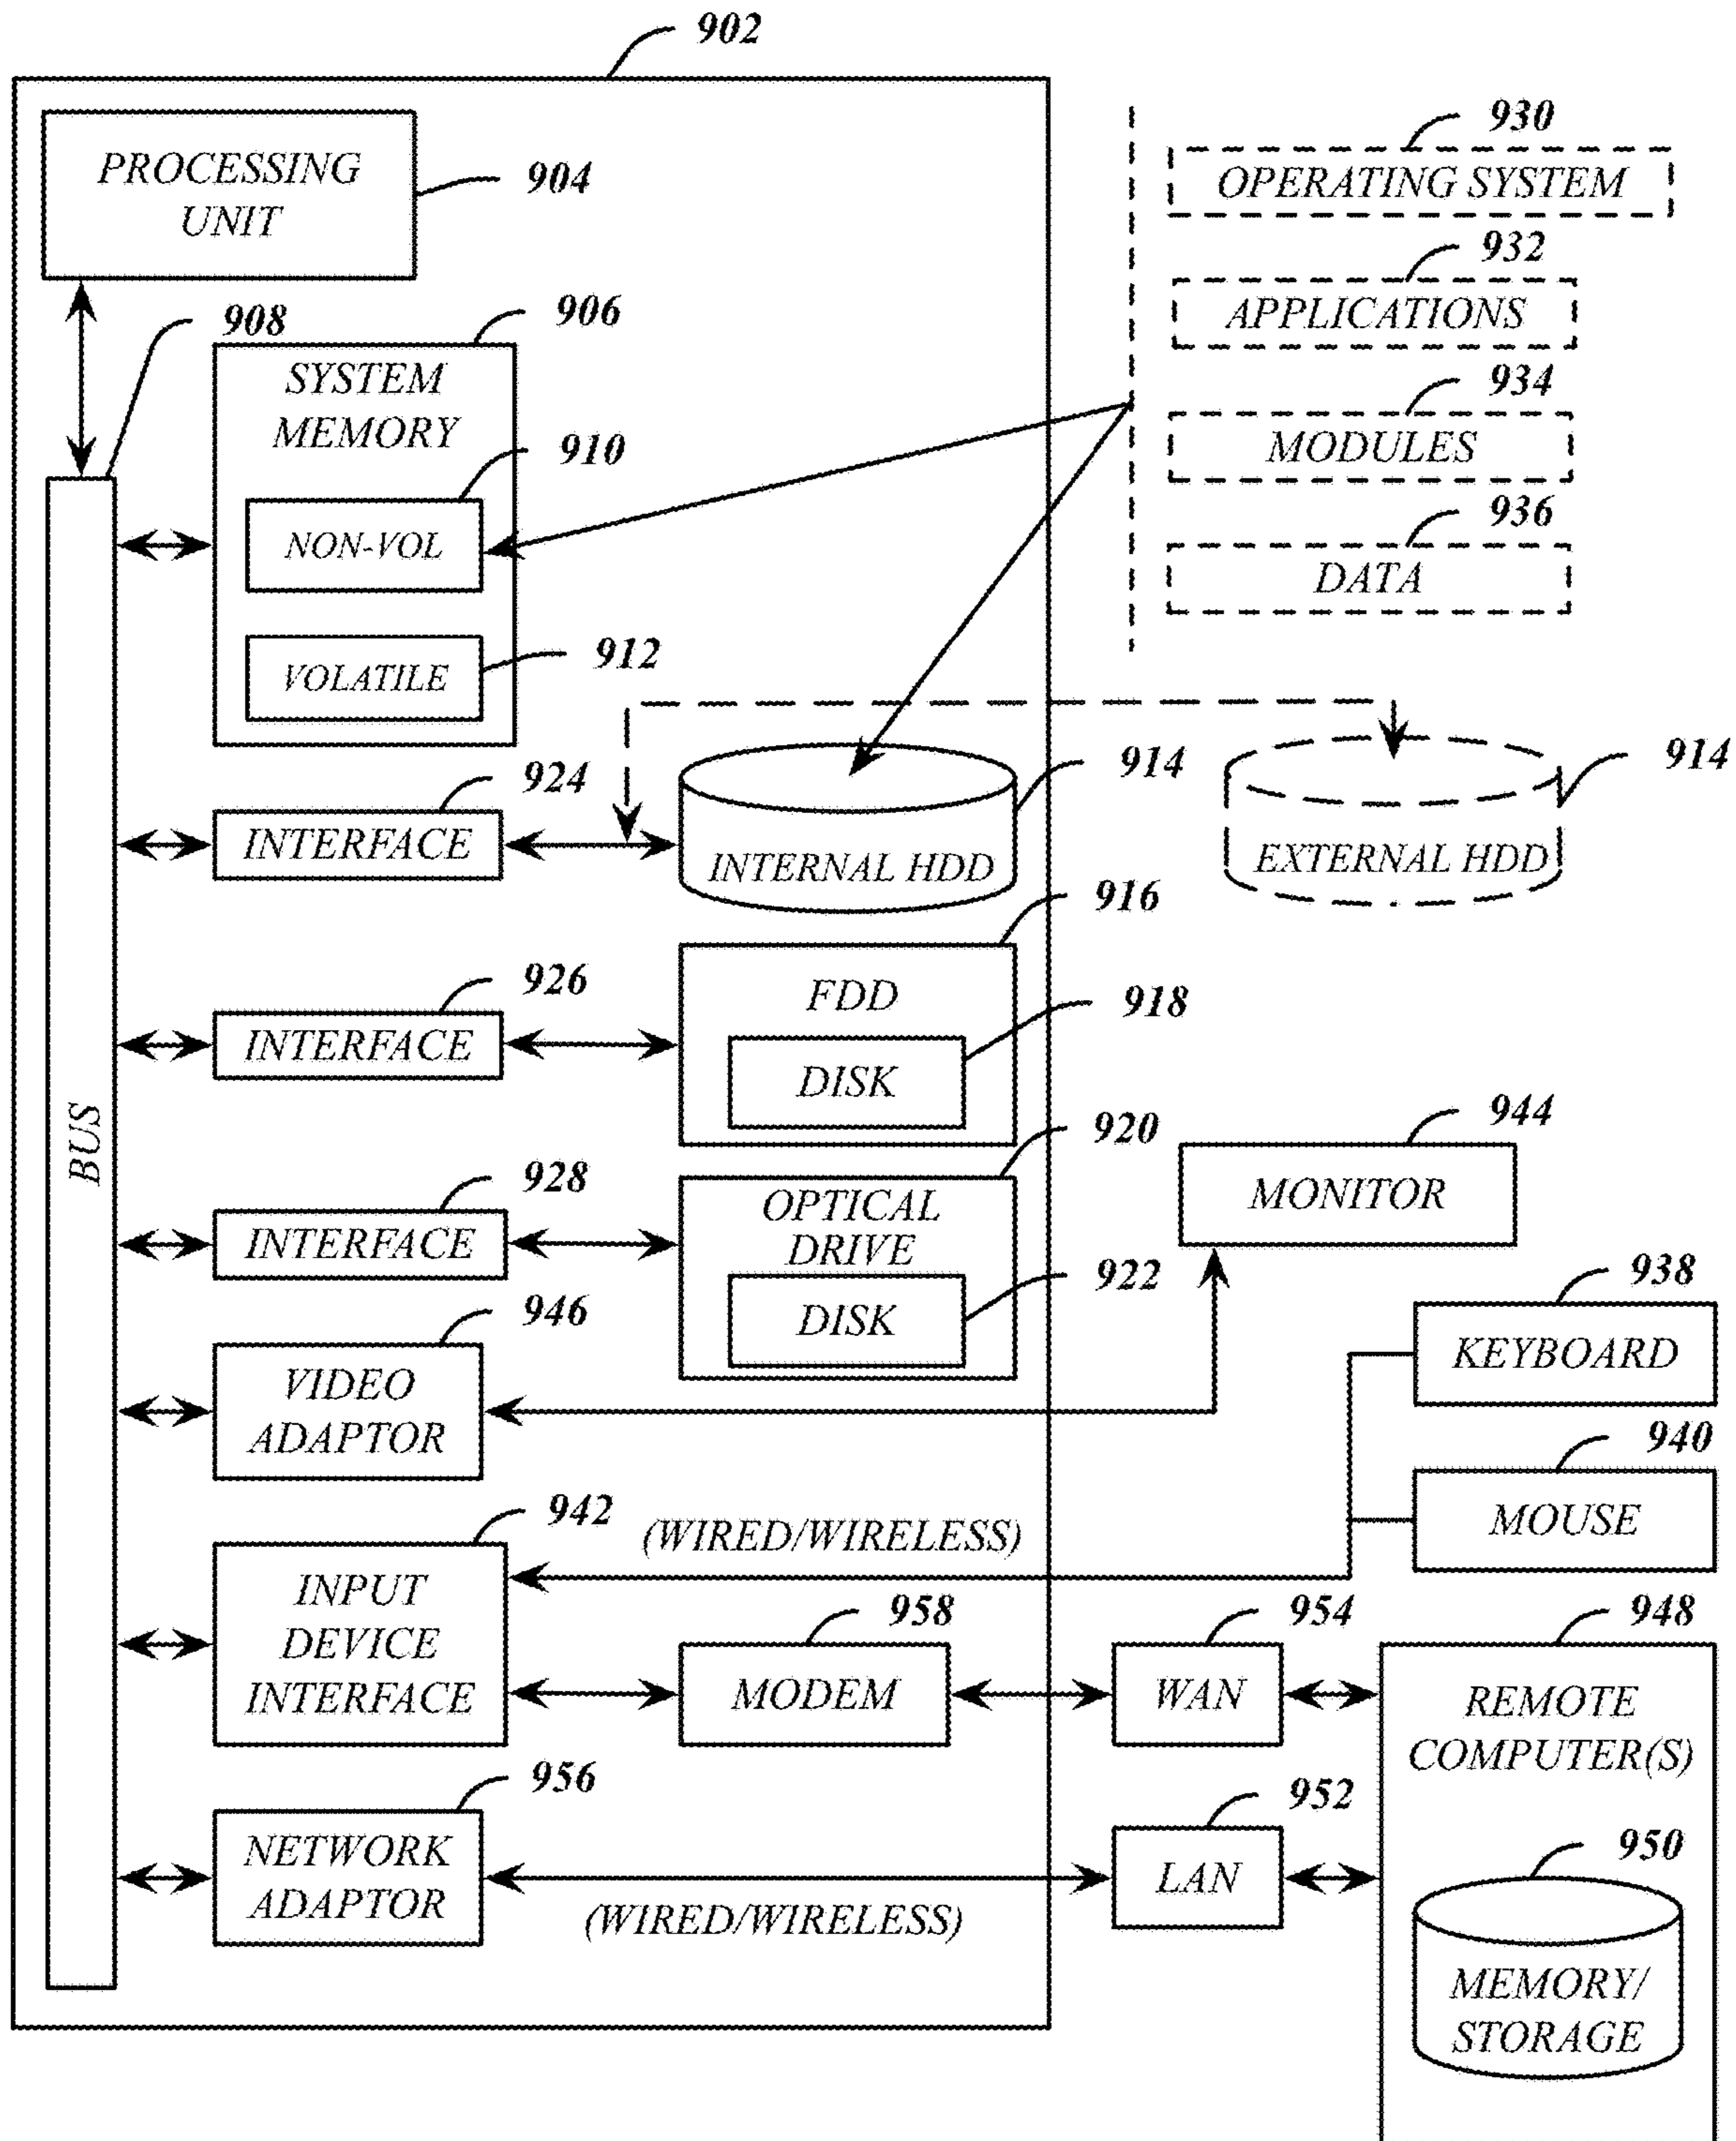 902
PROCESSING
UNIT
904
908
906
SYSTEM
MEMORY
910
NON-VOL
912
VOLATILE
930
OPERATING SYSTEM
932
APPLICATIONS
934
MODULES
936
DATA
924
INTERFACE
914
INTERNAL HDD
914
EXTERNAL HDD
916
926
INTERFACE
FDD
918
DISK
BUS
920
928
INTERFACE
OPTICAL
DRIVE
922
DISK
944
MONITOR
946
VIDEO
ADAPTOR
938
KEYBOARD
940
MOUSE
942
(WIRED/WIRELESS)
INPUT
DEVICE
INTERFACE
958
MODEM
954
WAN
948
REMOTE
COMPUTER(S)
956
NETWORK
ADAPTOR
(WIRED/WIRELESS)
952
LAN
950
MEMORY/
STORAGE